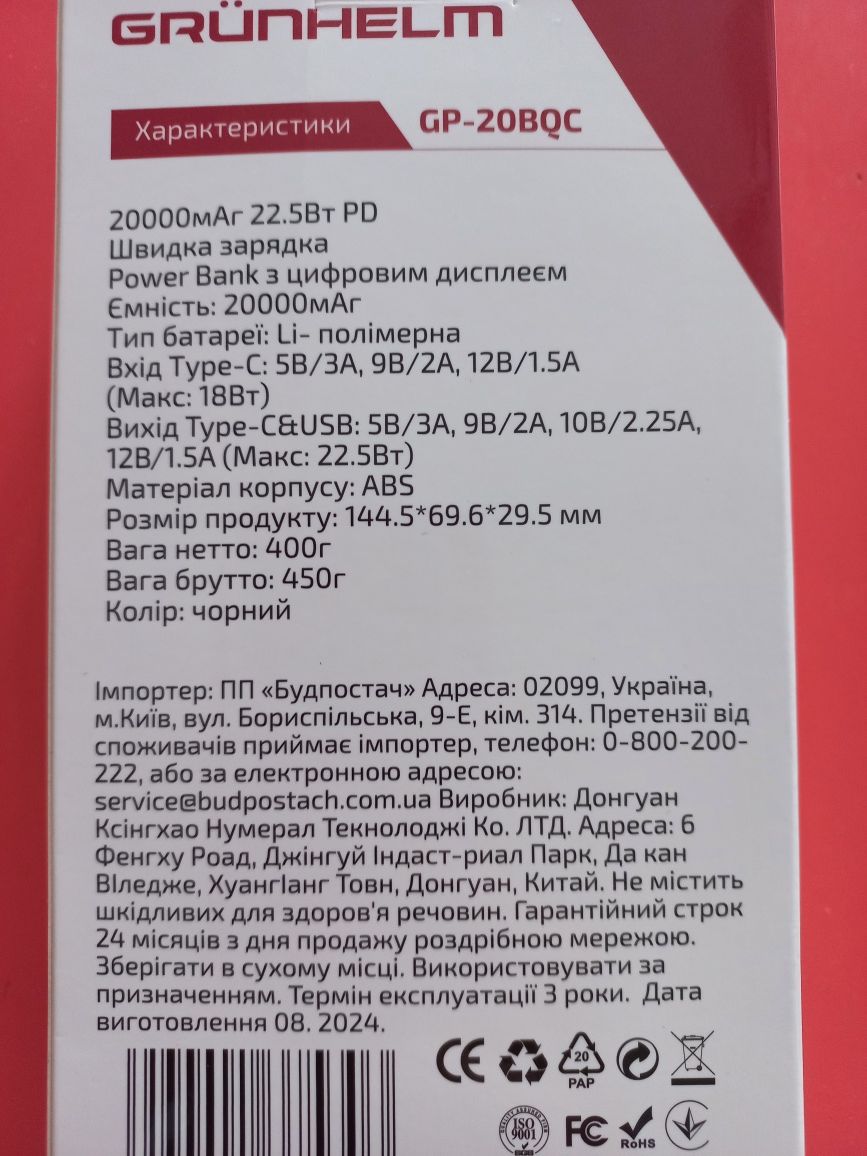 GRÜNHELM
Характеристики GP-20BQC
20000мАг 22.5Вт PD
Швидка зарядка
Power Bank з цифровим дисплеєм
Ємність: 20000мАг
Тип батареї: Li- полімерна
Вхід Type-C: 5В/3А, 9В/2А, 12В/1.5А
(Макс: 18Вт)
Вихід Type-C&USB: 5В/3А, 9В/2А, 10В/2.25А,
12В/1.5А (Макс: 22.5Вт)
Матеріал корпусу: ABS
Розмір продукту: 144.5*69.6*29.5 мм
Вага нетто: 400г
Вага брутто: 450г
Колір: чорний
Імпортер: ПП «Будпостач» Адреса: 02099, Україна,
м.Київ, вул. Бориспільська, 9-Е, кім. 314. Претензії від
споживачів приймає імпортер, телефон: 0-800-200-
222, або за електронною адресою:
service@budpostach.com.ua Виробник: Донгуан
Ксінгхао Нумерал Текнолоджі Ко. ЛТД. Адреса: 6
Фенгху Роад, Джінгуй Індаст-риал Парк, Да кан
ВІледже, ХуангІанг Товн, Донгуан, Китай. Не містить
шкідливих для здоров'я речовин. Гарантійний строк
24 місяців з дня продажу роздрібною мережою.
Зберігати в сухому місці. Використовувати за
призначенням. Термін експлуатації 3 роки. Дата
виготовлення 08. 2024.
CE 20
PAP
QUALITY ASSURED FIRM
ISO
9001
FC RoHS